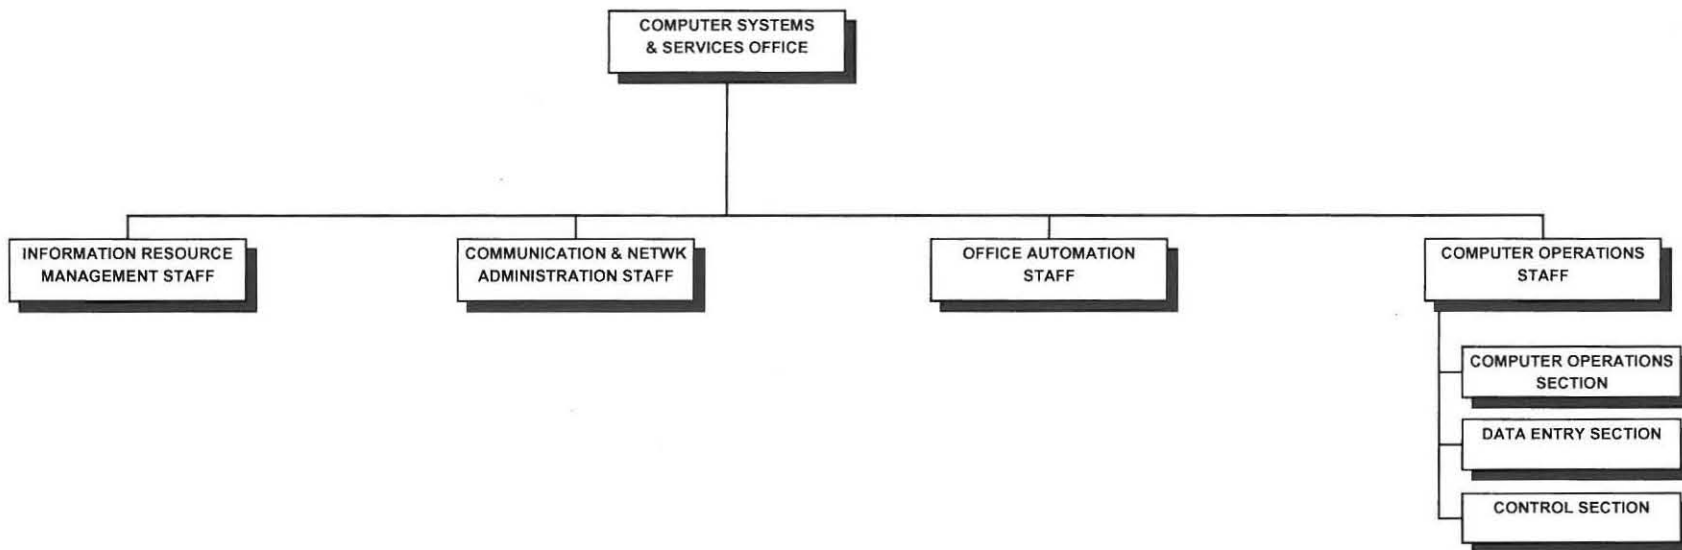 COMPUTER SYSTEMS
& SERVICES OFFICE
INFORMATION RESOURCE
MANAGEMENT STAFF
COMMUNICATION & NETWK
ADMINISTRATION STAFF
OFFICE AUTOMATION
STAFF
COMPUTER OPERATIONS
STAFF
COMPUTER OPERATIONS
SECTION
DATA ENTRY SECTION
CONTROL SECTION